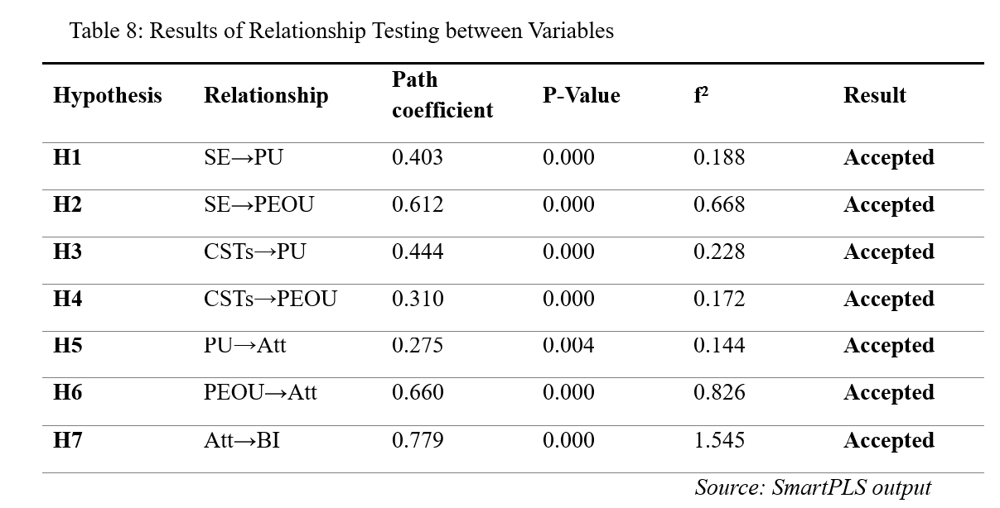 Table 8: Results of Relationship Testing between Variables
Hypothesis Relationship Path coefficient P-Value f² Result
H1 SE→PU 0.403 0.000 0.188 Accepted
H2 SE→PEOU 0.612 0.000 0.668 Accepted
H3 CSTs→PU 0.444 0.000 0.228 Accepted
H4 CSTs→PEOU 0.310 0.000 0.172 Accepted
H5 PU→Att 0.275 0.004 0.144 Accepted
H6 PEOU→Att 0.660 0.000 0.826 Accepted
H7 Att→BI 0.779 0.000 1.545 Accepted
Source: SmartPLS output